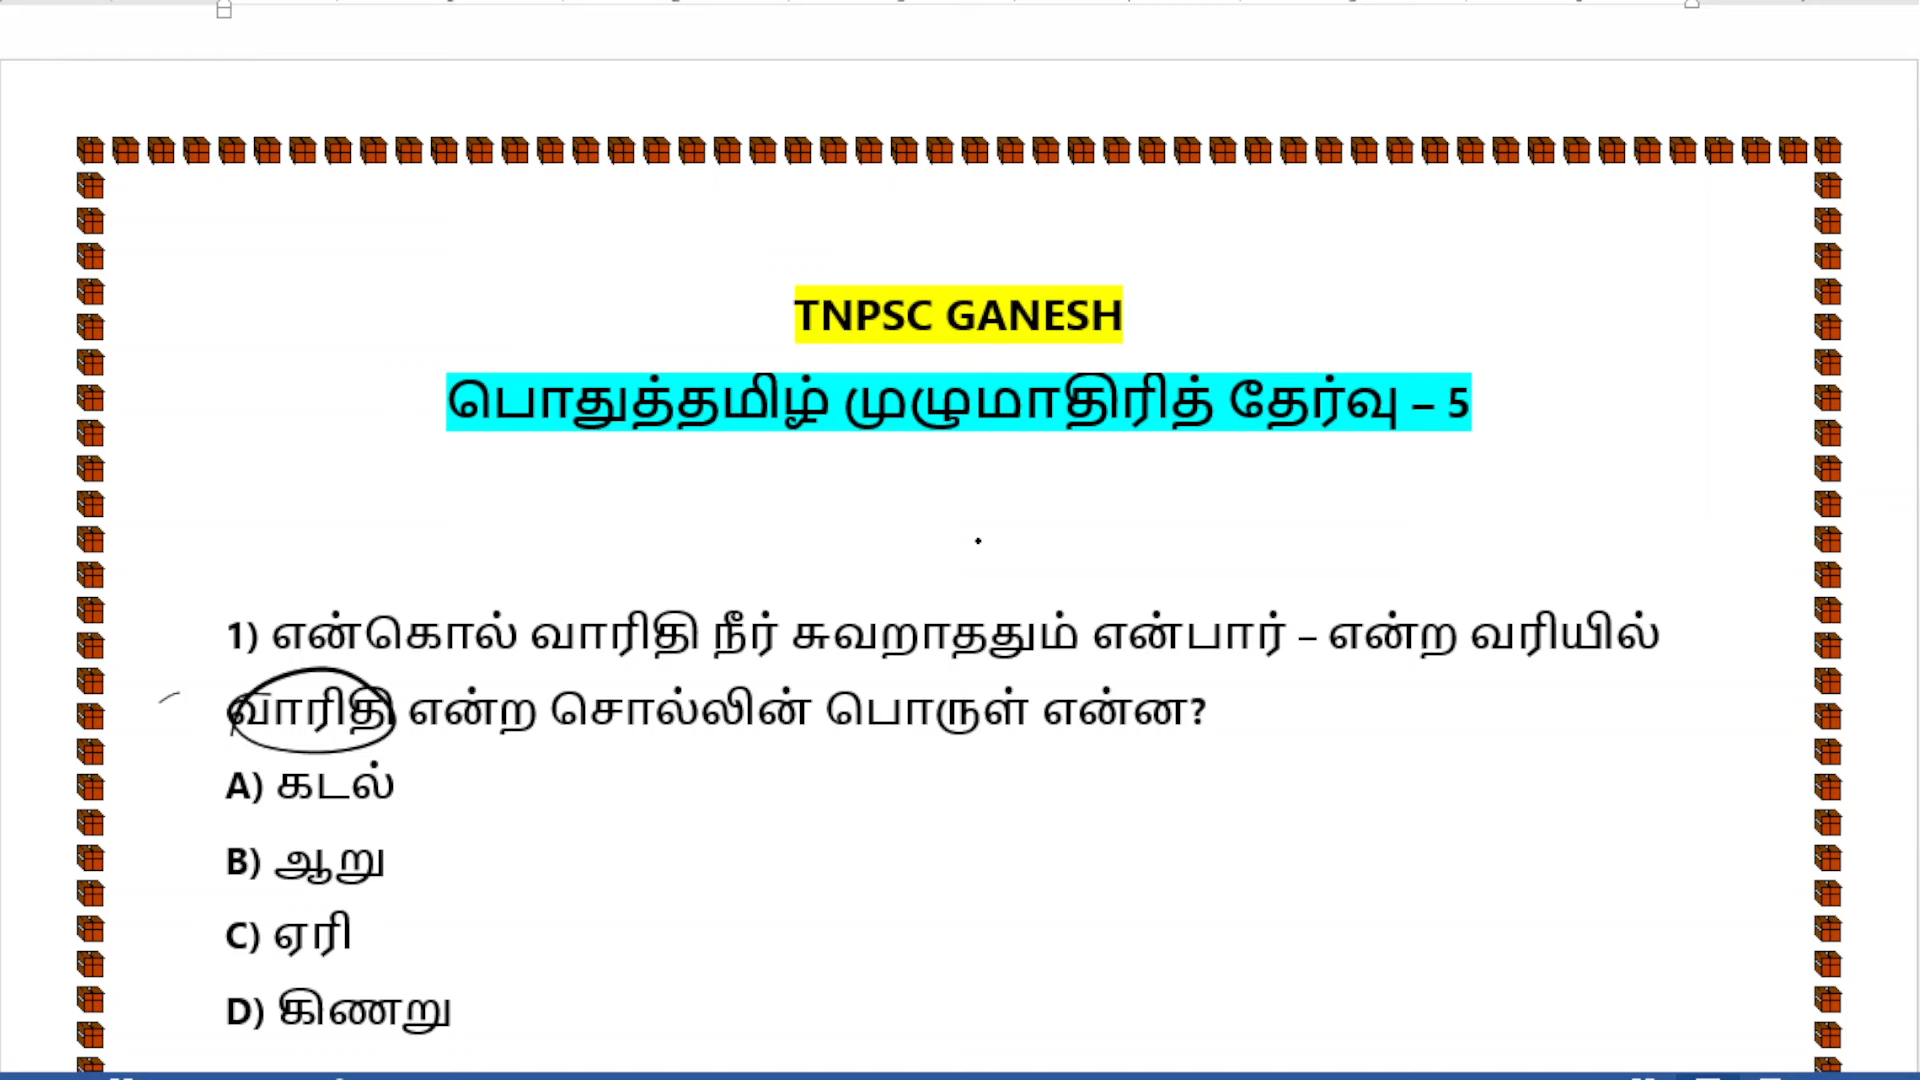 TNPSC GANESH
பொதுத்தமிழ் முழுமாதிரித் தேர்வு – 5
1) என்கொல் வாரிதி நீர் சுவறாததும் என்பார் – என்ற வரியில்
வாரிதி என்ற சொல்லின் பொருள் என்ன?
A) கடல்
B) ஆறு
C) ஏரி
D) கிணறு